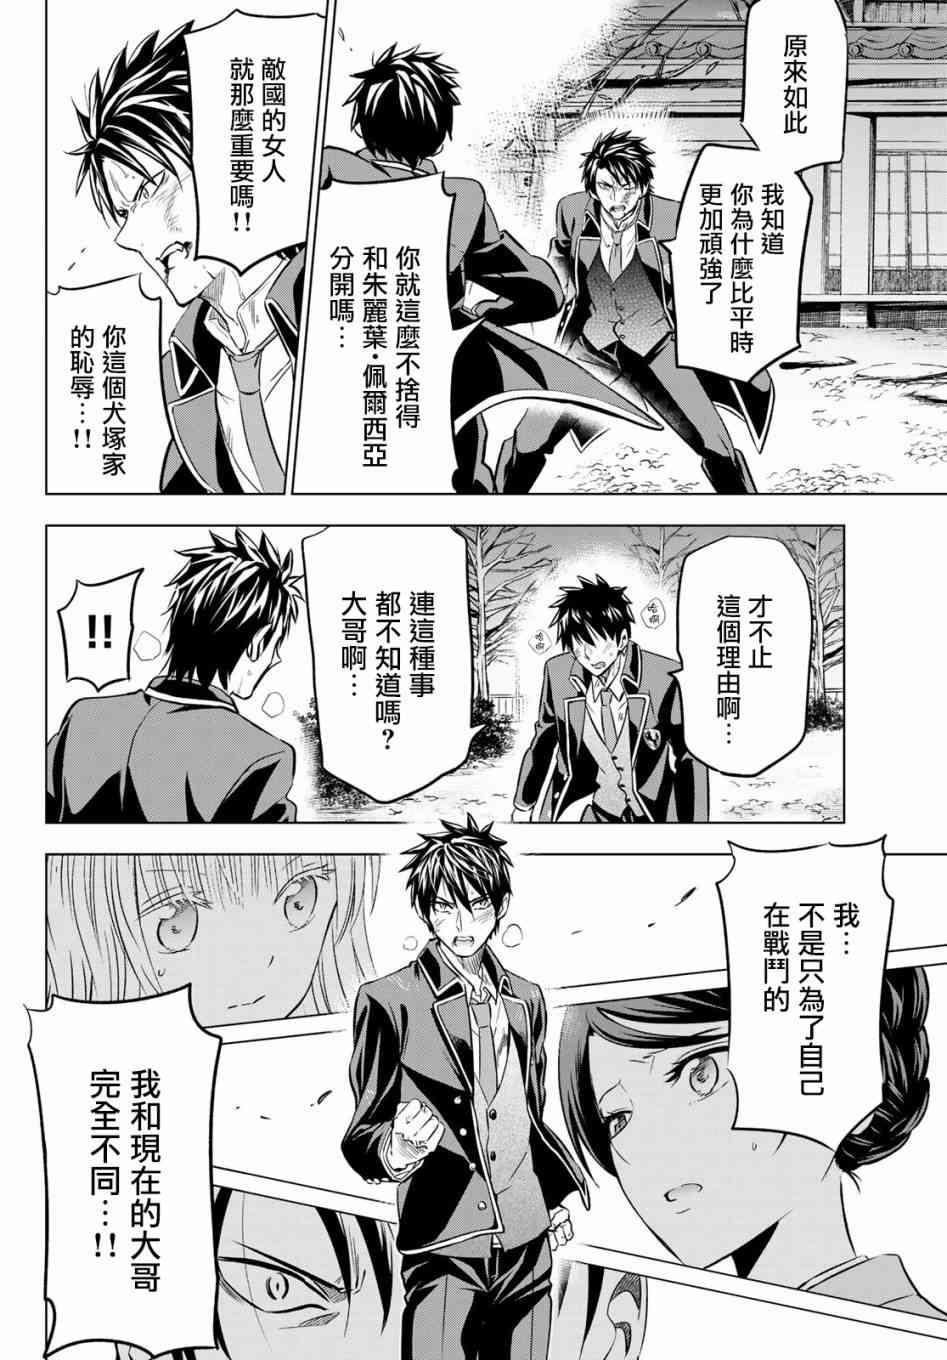 原來如此
我知道
你為什麼比平時
更加頑強了
你就這麼不捨得
和朱麗葉·佩爾西亞
分開嗎…
敵國的女人
就那麼重要嗎!!
你這個犬塚家
的恥辱…!!
才不止
這個理由啊…
哈啊
哈啊
連這種事
都不知道嗎?
大哥啊…
!!
我…
不是只為了自己
在戰鬥的
我和現在的大哥
完全不同…!!